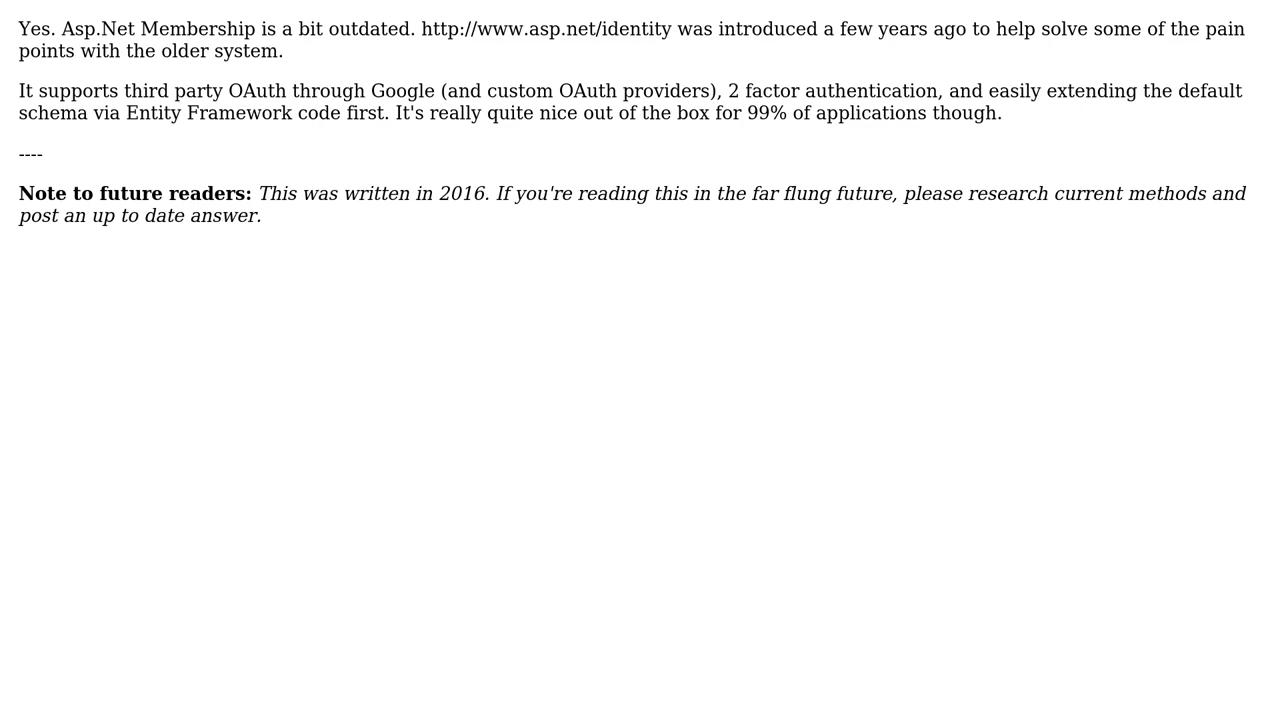 Yes. Asp.Net Membership is a bit outdated. http://www.asp.net/identity was introduced a few years ago to help solve some of the pain
points with the older system.
It supports third party OAuth through Google (and custom OAuth providers), 2 factor authentication, and easily extending the default
schema via Entity Framework code first. It's really quite nice out of the box for 99% of applications though.
----
Note to future readers: This was written in 2016. If you're reading this in the far flung future, please research current methods and
post an up to date answer.